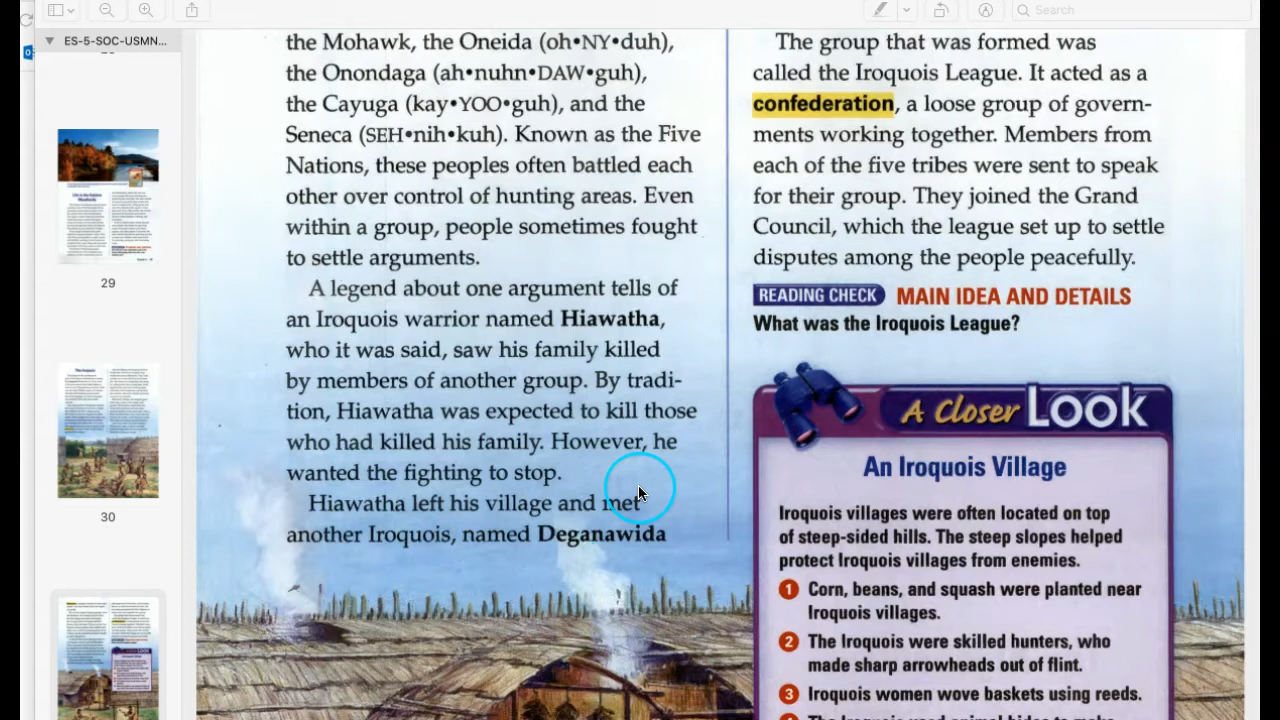 Search
ES-5-SOC-USMN...
29
30
the Mohawk, the Oneida (oh•NY•duh),
the Onondaga (ah•nuhn•DAW•guh),
the Cayuga (kay•YOO•guh), and the
Seneca (SEH•nih•kuh). Known as the Five
Nations, these peoples often battled each
other over control of hunting areas. Even
within a group, people sometimes fought
to settle arguments.
A legend about one argument tells of
an Iroquois warrior named Hiawatha,
who it was said, saw his family killed
by members of another group. By tradi-
tion, Hiawatha was expected to kill those
who had killed his family. However, he
wanted the fighting to stop.
Hiawatha left his village and met
another Iroquois, named Deganawida
The group that was formed was
called the Iroquois League. It acted as a
confederation, a loose group of govern-
ments working together. Members from
each of the five tribes were sent to speak
for their group. They joined the Grand
Council, which the league set up to settle
disputes among the people peacefully.
READING CHECK MAIN IDEA AND DETAILS
What was the Iroquois League?
A Closer LOOK
An Iroquois Village
Iroquois villages were often located on top
of steep-sided hills. The steep slopes helped
protect Iroquois villages from enemies.
1 Corn, beans, and squash were planted near
Iroquois villages.
2 The Iroquois were skilled hunters, who
made sharp arrowheads out of flint.
3 Iroquois women wove baskets using reeds.